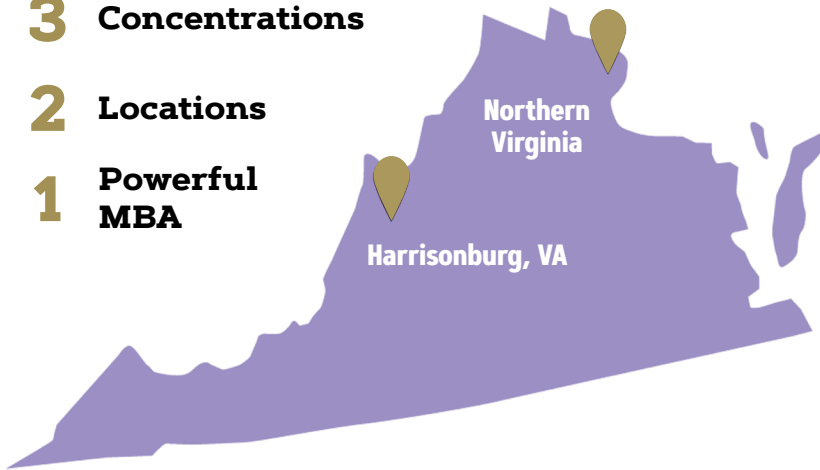 3 Concentrations
2 Locations
1 Powerful
MBA
Northern
Virginia
Harrisonburg, VA